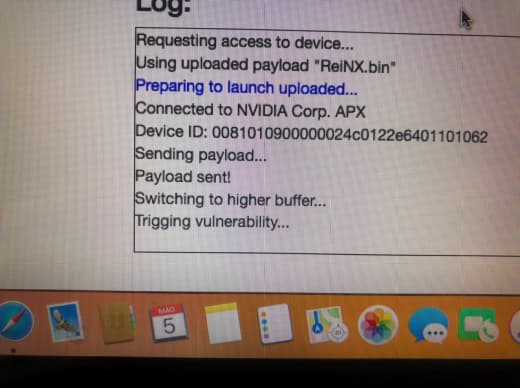 Log:
Requesting access to device...
Using uploaded payload "ReiNX.bin"
Preparing to launch uploaded...
Connected to NVIDIA Corp. APX
Device ID: 0081010900000024c0122e6401101062
Sending payload...
Payload sent!
Switching to higher buffer...
Trigging vulnerability...
MAG
5